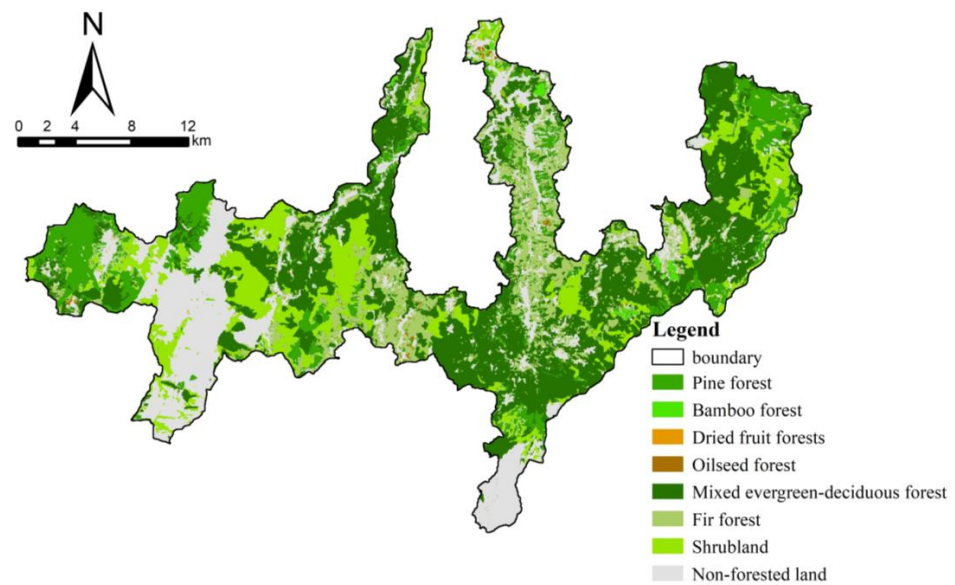 N
0 2 4 8 12
km
Legend
boundary
Pine forest
Bamboo forest
Dried fruit forests
Oilseed forest
Mixed evergreen-deciduous forest
Fir forest
Shrubland
Non-forested land